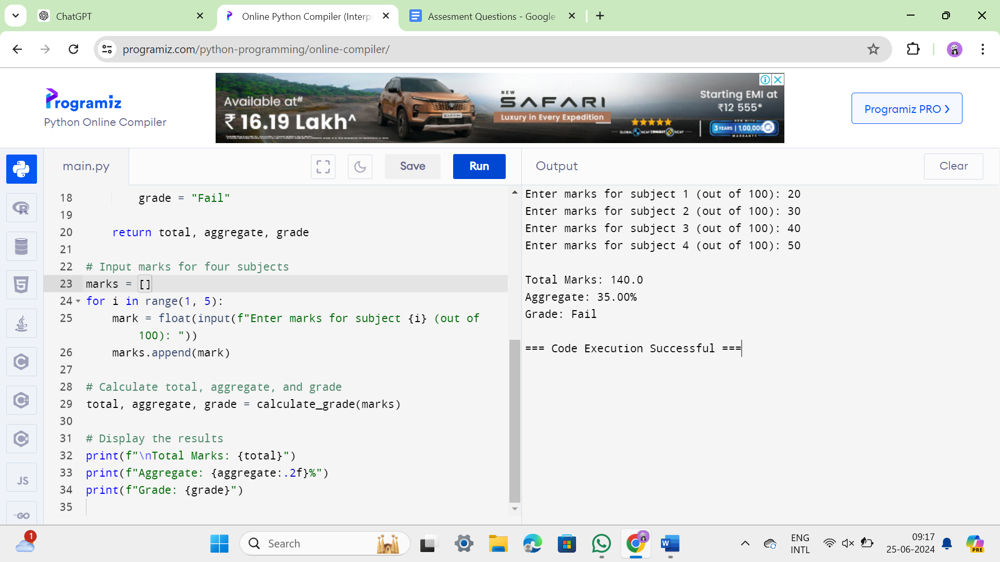 ChatGPT
Online Python Compiler (Interp
Assesment Questions - Google
programiz.com/python-programming/online-compiler/
Programiz
Python Online Compiler
Available at#
₹ 16.19 Lakh^
NEW
SAFARI
Luxury in Every Expedition
Starting EMI at
₹12 555*
3 YEARS | 1,00,000
WARRANTY
GLOBAL NCAP | BHARAT NCAP
Programiz PRO ❯
main.py
Save
Run
Output
Clear
18 grade = "Fail"
19
20 return total, aggregate, grade
21
22 # Input marks for four subjects
23 marks = []
24 for i in range(1, 5):
25 mark = float(input(f"Enter marks for subject {i} (out of
100): "))
26 marks.append(mark)
27
28 # Calculate total, aggregate, and grade
29 total, aggregate, grade = calculate_grade(marks)
30
31 # Display the results
32 print(f"\nTotal Marks: {total}")
33 print(f"Aggregate: {aggregate:.2f}%")
34 print(f"Grade: {grade}")
35
Enter marks for subject 1 (out of 100): 20
Enter marks for subject 2 (out of 100): 30
Enter marks for subject 3 (out of 100): 40
Enter marks for subject 4 (out of 100): 50
Total Marks: 140.0
Aggregate: 35.00%
Grade: Fail
=== Code Execution Successful ===
R
5
C
C
C#
JS
GO
1
Search
W
ENG
INTL
09:17
25-06-2024
PRE